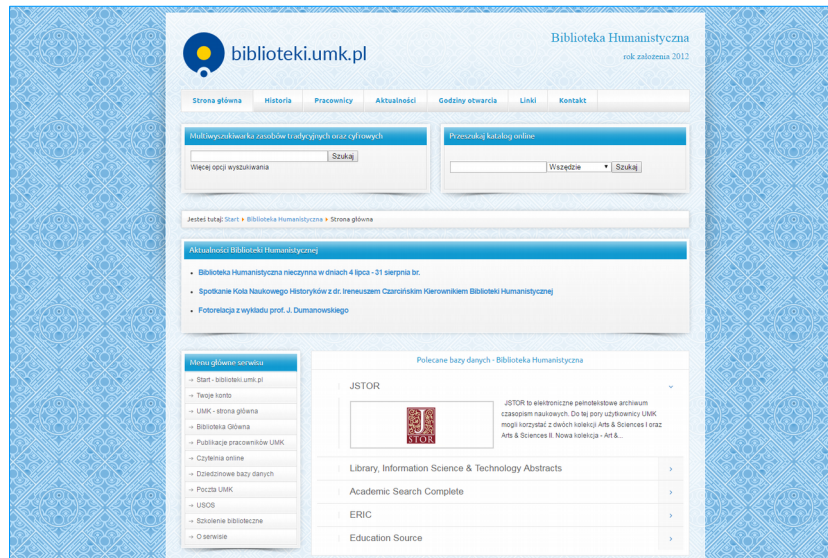 biblioteki.umk.pl
Biblioteka Humanistyczna
rok założenia 2012
Strona główna Historia Pracownicy Aktualności Godziny otwarcia Linki Kontakt
Multiwyszukiwarka zasobów tradycyjnych oraz cyfrowych
Szukaj
Więcej opcji wyszukiwania
Przeszukaj katalog online
Wszędzie Szukaj
Jesteś tutaj: Start Biblioteka Humanistyczna Strona główna
Aktualności Biblioteki Humanistycznej
Biblioteka Humanistyczna nieczynna w dniach 4 lipca - 31 sierpnia br.
Spotkanie Koła Naukowego Historyków z dr. Ireneuszem Czarcińskim Kierownikiem Biblioteki Humanistycznej
Fotorelacja z wykładu prof. J. Dumanowskiego
Menu główne serwisu
Start - biblioteki.umk.pl
Twoje konto
UMK - strona główna
Biblioteka Główna
Publikacje pracowników UMK
Czytelnia online
Dziedzinowe bazy danych
Poczta UMK
USOS
Szkolenie biblioteczne
O serwisie
Polecane bazy danych - Biblioteka Humanistyczna
JSTOR
J
STOR
JSTOR to elektroniczne pełnotekstowe archiwum
czasopism naukowych. Do tej pory użytkownicy UMK
mogli korzystać z dwóch kolekcji Arts & Sciences I oraz
Arts & Sciences II. Nowa kolekcja - Art &...
Library, Information Science & Technology Abstracts
Academic Search Complete
ERIC
Education Source